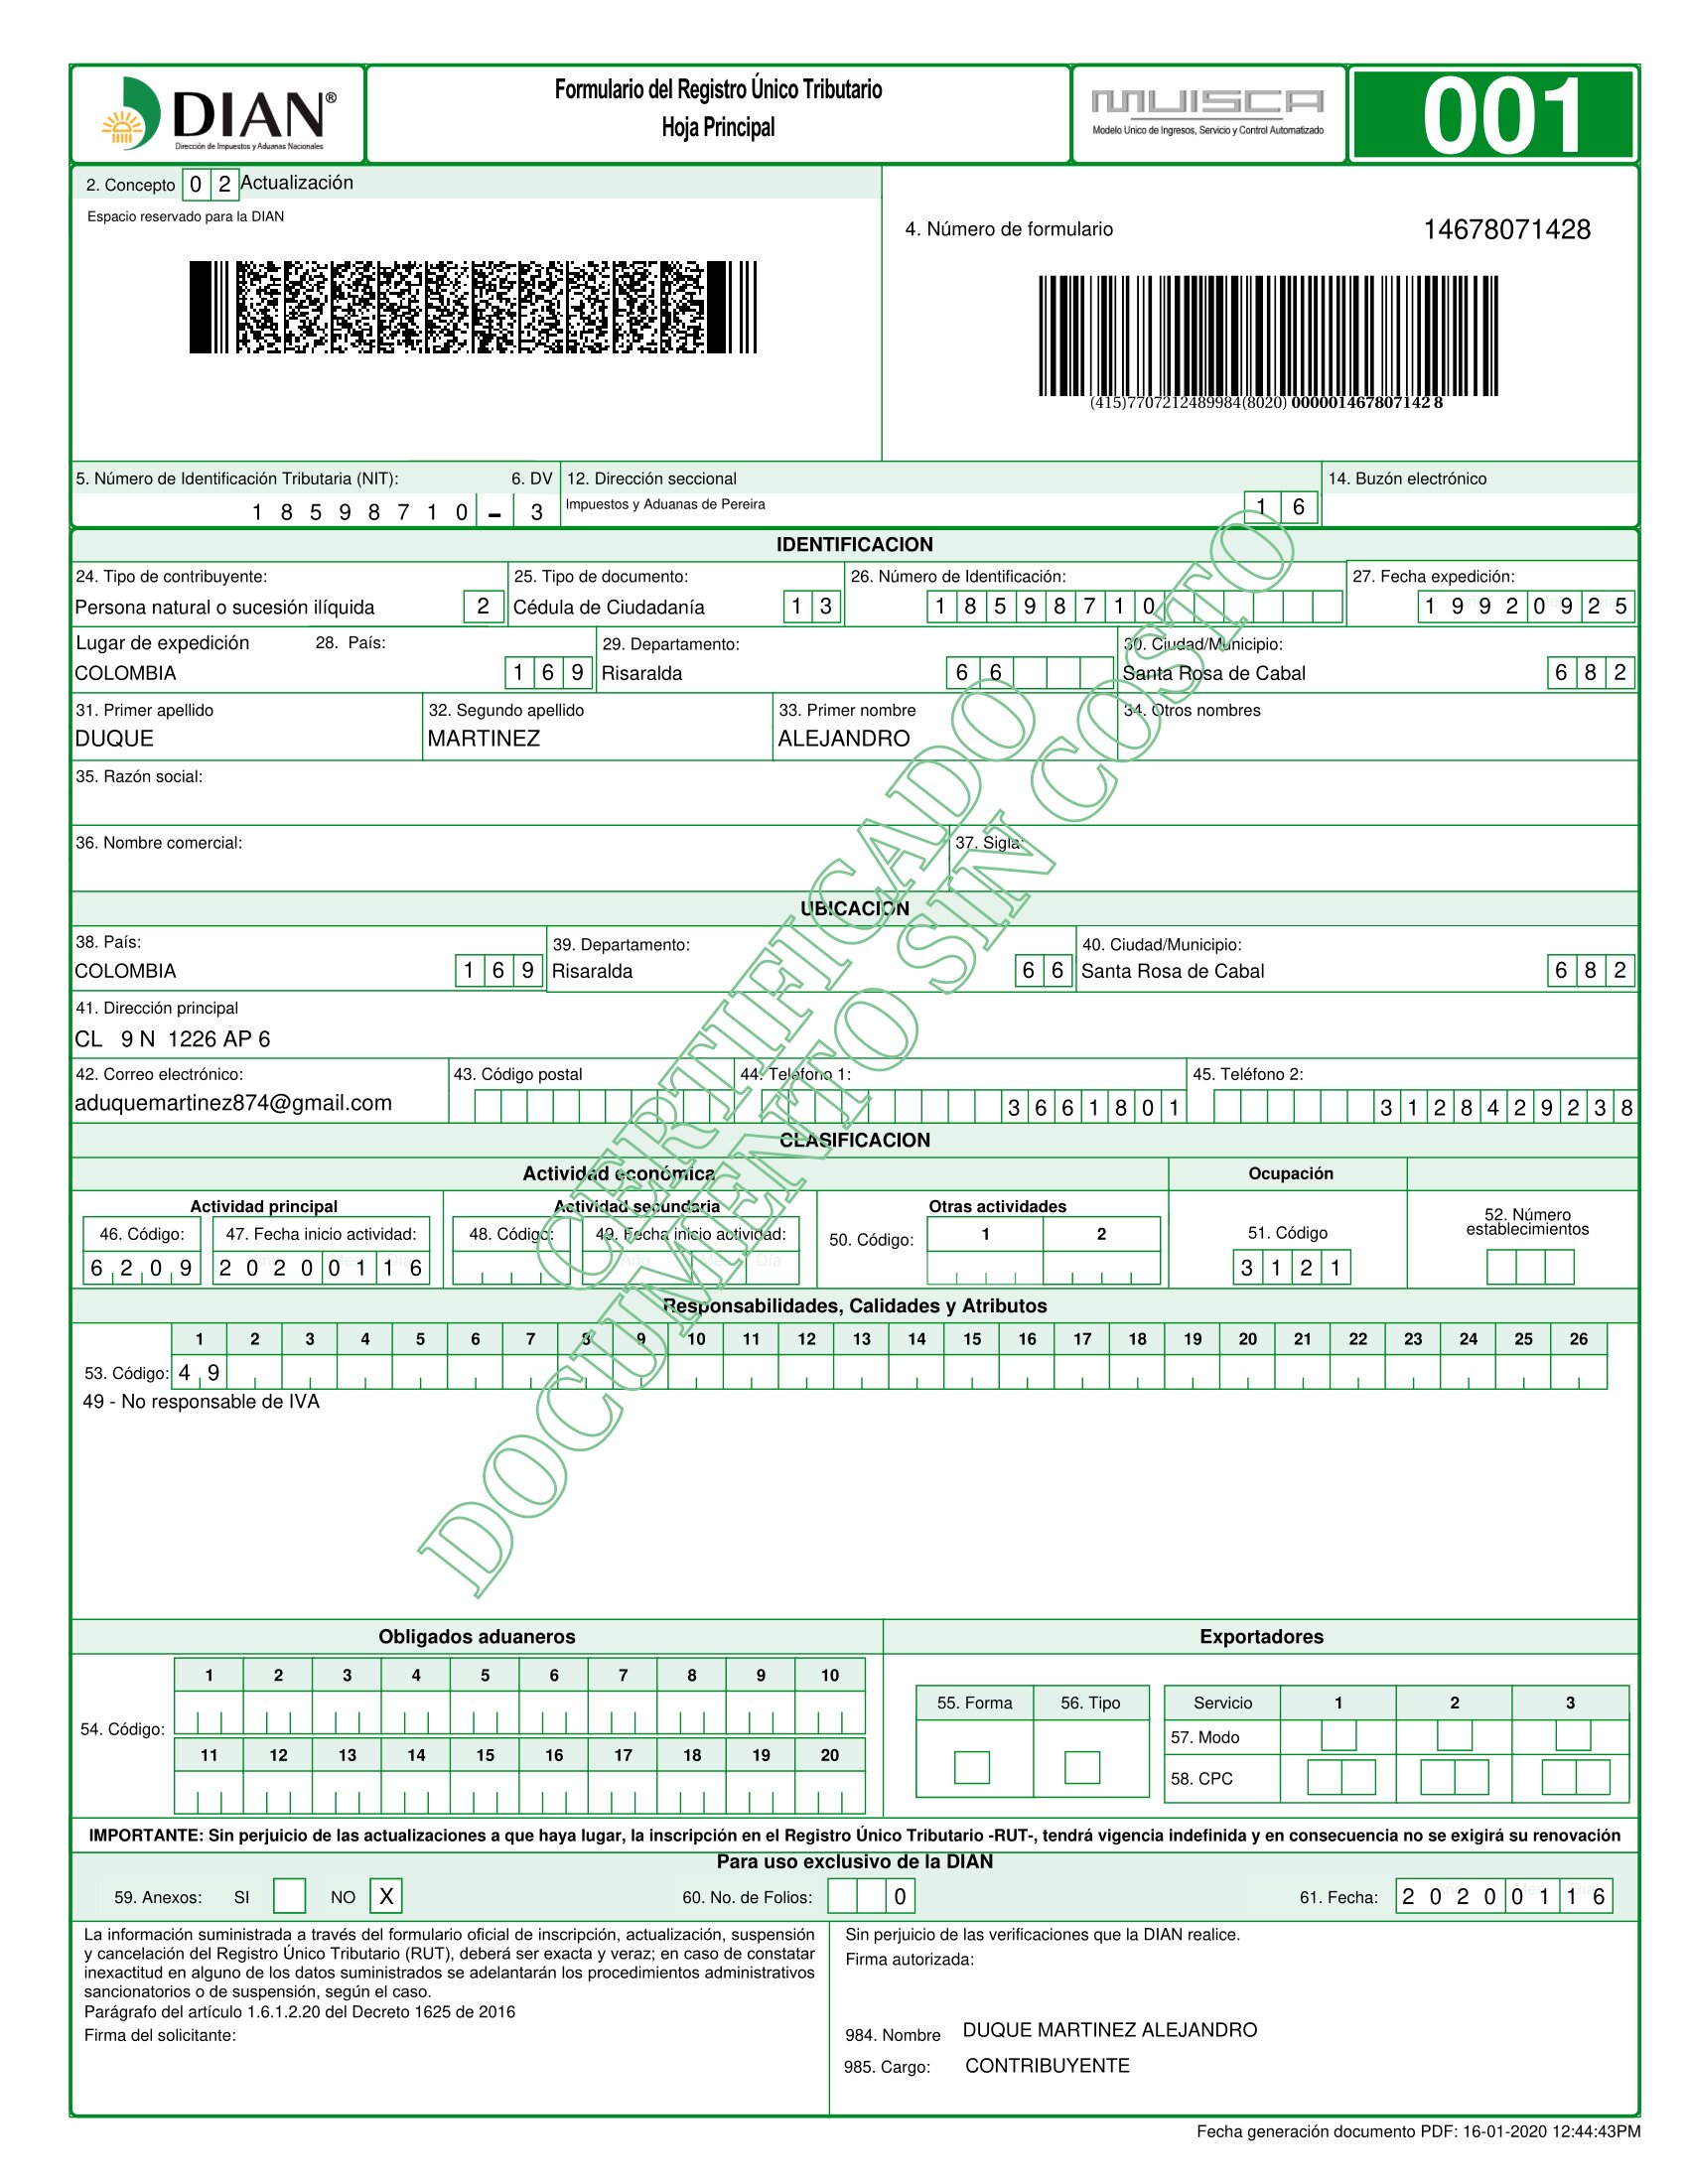 DIAN®
Dirección de Impuestos y Aduanas Nacionales
Formulario del Registro Único Tributario
Hoja Principal
MUISCA
Modelo Unico de Ingresos, Servicio y Control Automatizado
001
2. Concepto 0 2 Actualización
Espacio reservado para la DIAN
4. Número de formulario 14678071428
(415)7707212489984(8020) 000001467807142 8
5. Número de Identificación Tributaria (NIT): 6. DV 12. Dirección seccional 14. Buzón electrónico
1 8 5 9 8 7 1 0 - 3 Impuestos y Aduanas de Pereira 1 6
IDENTIFICACION
24. Tipo de contribuyente: 25. Tipo de documento: 26. Número de Identificación: 27. Fecha expedición:
Persona natural o sucesión ilíquida 2 Cédula de Ciudadanía 1 3 1 8 5 9 8 7 1 0 1 9 9 2 0 9 2 5
Lugar de expedición 28. País: 29. Departamento: 30. Ciudad/Municipio:
COLOMBIA 1 6 9 Risaralda 6 6 Santa Rosa de Cabal 6 8 2
31. Primer apellido 32. Segundo apellido 33. Primer nombre 34. Otros nombres
DUQUE MARTINEZ ALEJANDRO
35. Razón social:
36. Nombre comercial: 37. Sigla:
UBICACION
38. País: 39. Departamento: 40. Ciudad/Municipio:
COLOMBIA 1 6 9 Risaralda 6 6 Santa Rosa de Cabal 6 8 2
41. Dirección principal
CL 9 N 1226 AP 6
42. Correo electrónico: 43. Código postal 44. Teléfono 1: 45. Teléfono 2:
aduquemartinez874@gmail.com 3 6 6 1 8 0 1 3 1 2 8 4 2 9 2 3 8
CLASIFICACION
Actividad económica Ocupación
Actividad principal Actividad secundaria Otras actividades
46. Código: 47. Fecha inicio actividad: 48. Código: 49. Fecha inicio actividad: 50. Código: 1 2 51. Código 52. Número establecimientos
6 2 0 9 2 0 2 0 0 1 1 6 Año Mes Día 3 1 2 1
Responsabilidades, Calidades y Atributos
1 2 3 4 5 6 7 8 9 10 11 12 13 14 15 16 17 18 19 20 21 22 23 24 25 26
53. Código: 4 9
49 - No responsable de IVA
CERTIFICADO
DOCUMENTO SIN COSTO
Obligados aduaneros Exportadores
1 2 3 4 5 6 7 8 9 10
54. Código:
11 12 13 14 15 16 17 18 19 20
55. Forma 56. Tipo Servicio 1 2 3
57. Modo
58. CPC
IMPORTANTE: Sin perjuicio de las actualizaciones a que haya lugar, la inscripción en el Registro Único Tributario -RUT-, tendrá vigencia indefinida y en consecuencia no se exigirá su renovación
Para uso exclusivo de la DIAN
59. Anexos: SI NO X 60. No. de Folios: 0 61. Fecha: 2 0 2 0 0 1 1 6
La información suministrada a través del formulario oficial de inscripción, actualización, suspensión
y cancelación del Registro Único Tributario (RUT), deberá ser exacta y veraz; en caso de constatar
inexactitud en alguno de los datos suministrados se adelantarán los procedimientos administrativos
sancionatorios o de suspensión, según el caso.
Parágrafo del artículo 1.6.1.2.20 del Decreto 1625 de 2016
Firma del solicitante:
Sin perjuicio de las verificaciones que la DIAN realice.
Firma autorizada:
984. Nombre DUQUE MARTINEZ ALEJANDRO
985. Cargo: CONTRIBUYENTE
Fecha generación documento PDF: 16-01-2020 12:44:43PM